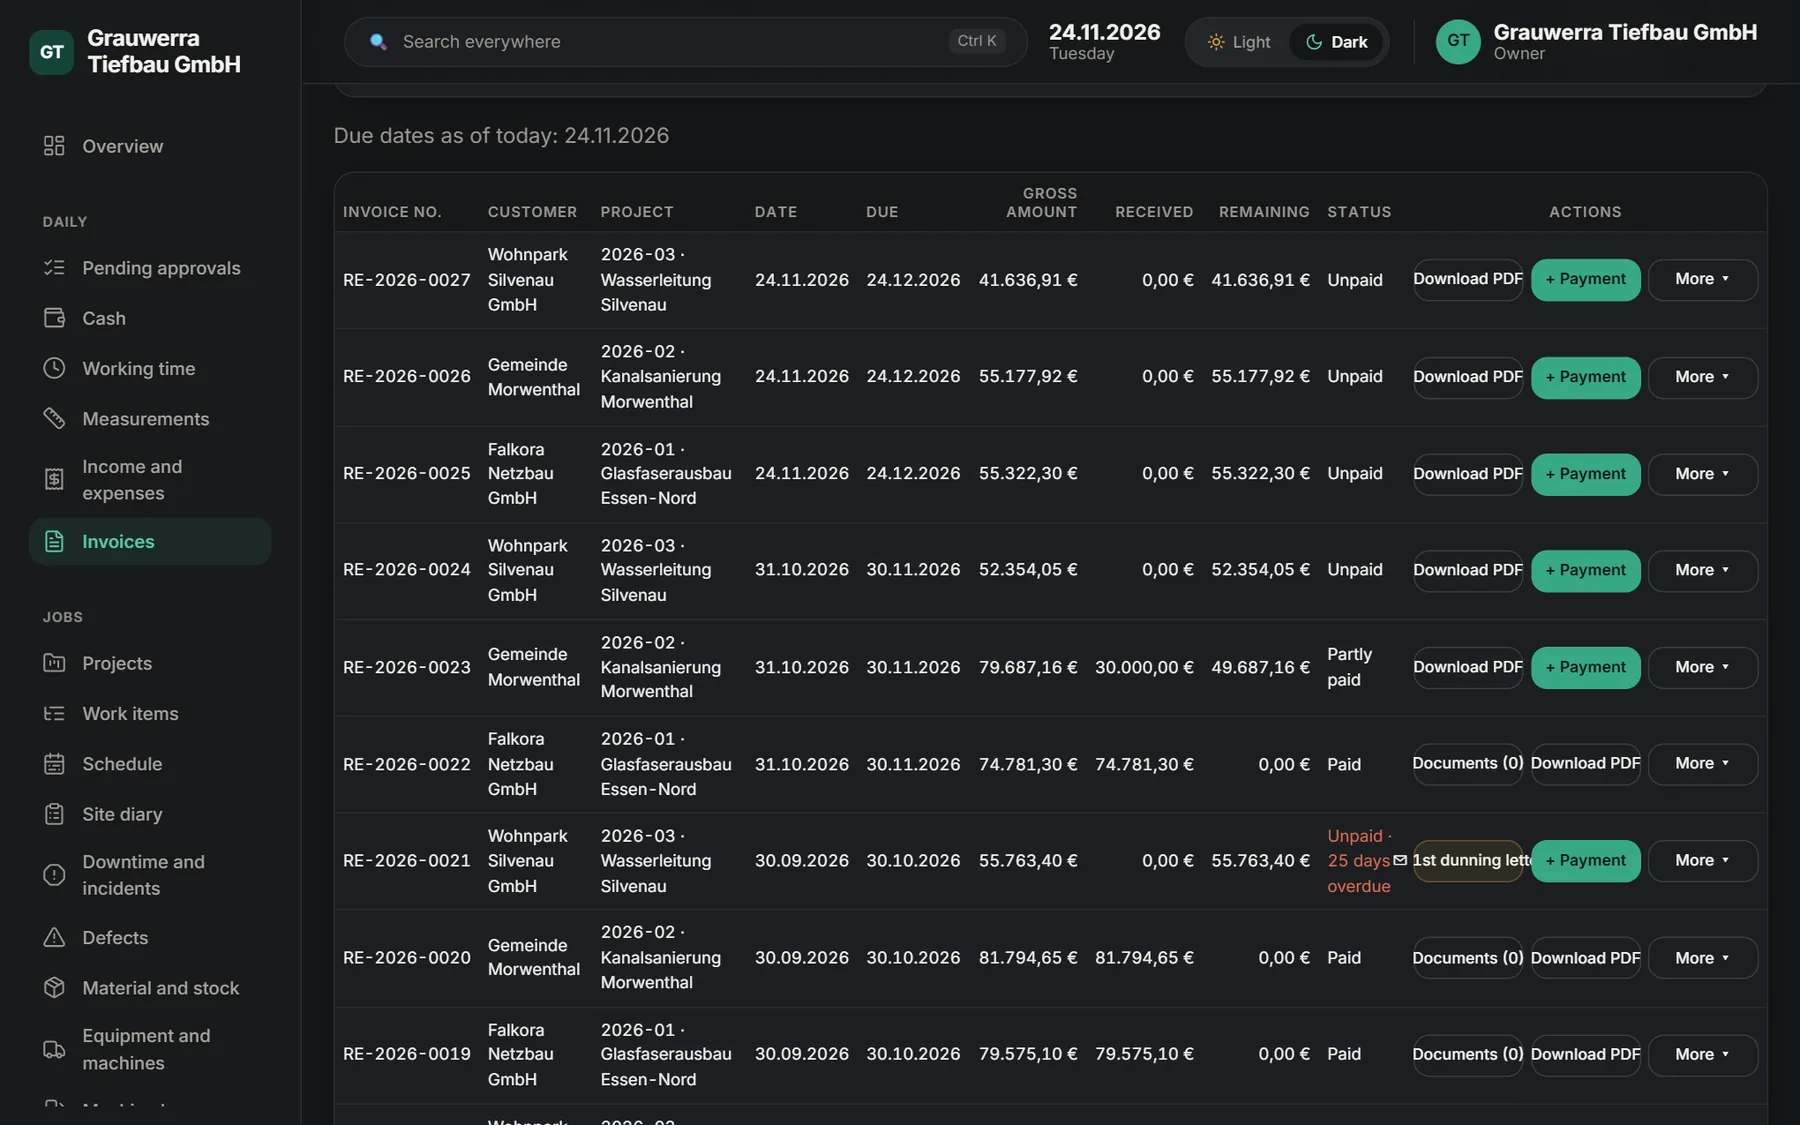 GT
Grauwerra
Tiefbau GmbH
Search everywhere
Ctrl K
24.11.2026
Tuesday
Light
Dark
GT
Grauwerra Tiefbau GmbH
Owner
Overview
DAILY
Pending approvals
Cash
Working time
Measurements
Income and
expenses
Invoices
JOBS
Projects
Work items
Schedule
Site diary
Downtime and
incidents
Defects
Material and stock
Equipment and
machines
Due dates as of today: 24.11.2026
INVOICE NO. CUSTOMER PROJECT DATE DUE GROSS AMOUNT RECEIVED REMAINING STATUS ACTIONS
RE-2026-0027 Wohnpark Silvenau GmbH 2026-03 · Wasserleitung Silvenau 24.11.2026 24.12.2026 41.636,91 € 0,00 € 41.636,91 € Unpaid Download PDF + Payment More
RE-2026-0026 Gemeinde Morwenthal 2026-02 · Kanalsanierung Morwenthal 24.11.2026 24.12.2026 55.177,92 € 0,00 € 55.177,92 € Unpaid Download PDF + Payment More
RE-2026-0025 Falkora Netzbau GmbH 2026-01 · Glasfaserausbau Essen-Nord 24.11.2026 24.12.2026 55.322,30 € 0,00 € 55.322,30 € Unpaid Download PDF + Payment More
RE-2026-0024 Wohnpark Silvenau GmbH 2026-03 · Wasserleitung Silvenau 31.10.2026 30.11.2026 52.354,05 € 0,00 € 52.354,05 € Unpaid Download PDF + Payment More
RE-2026-0023 Gemeinde Morwenthal 2026-02 · Kanalsanierung Morwenthal 31.10.2026 30.11.2026 79.687,16 € 30.000,00 € 49.687,16 € Partly paid Download PDF + Payment More
RE-2026-0022 Falkora Netzbau GmbH 2026-01 · Glasfaserausbau Essen-Nord 31.10.2026 30.11.2026 74.781,30 € 74.781,30 € 0,00 € Paid Documents (0) Download PDF More
RE-2026-0021 Wohnpark Silvenau GmbH 2026-03 · Wasserleitung Silvenau 30.09.2026 30.10.2026 55.763,40 € 0,00 € 55.763,40 € Unpaid · 25 days overdue 1st dunning lett + Payment More
RE-2026-0020 Gemeinde Morwenthal 2026-02 · Kanalsanierung Morwenthal 30.09.2026 30.10.2026 81.794,65 € 81.794,65 € 0,00 € Paid Documents (0) Download PDF More
RE-2026-0019 Falkora Netzbau GmbH 2026-01 · Glasfaserausbau Essen-Nord 30.09.2026 30.10.2026 79.575,10 € 79.575,10 € 0,00 € Paid Documents (0) Download PDF More